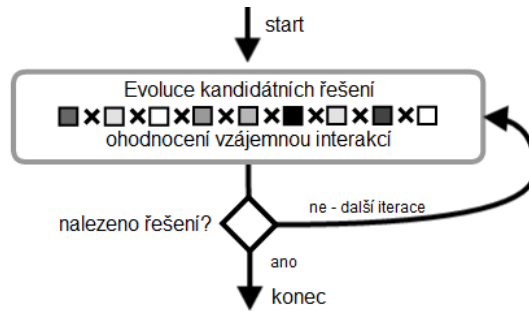 start
Evoluce kandidátních řešení
ohodnocení vzájemnou interakcí
nalezeno řešení?
ne - další iterace
ano
konec